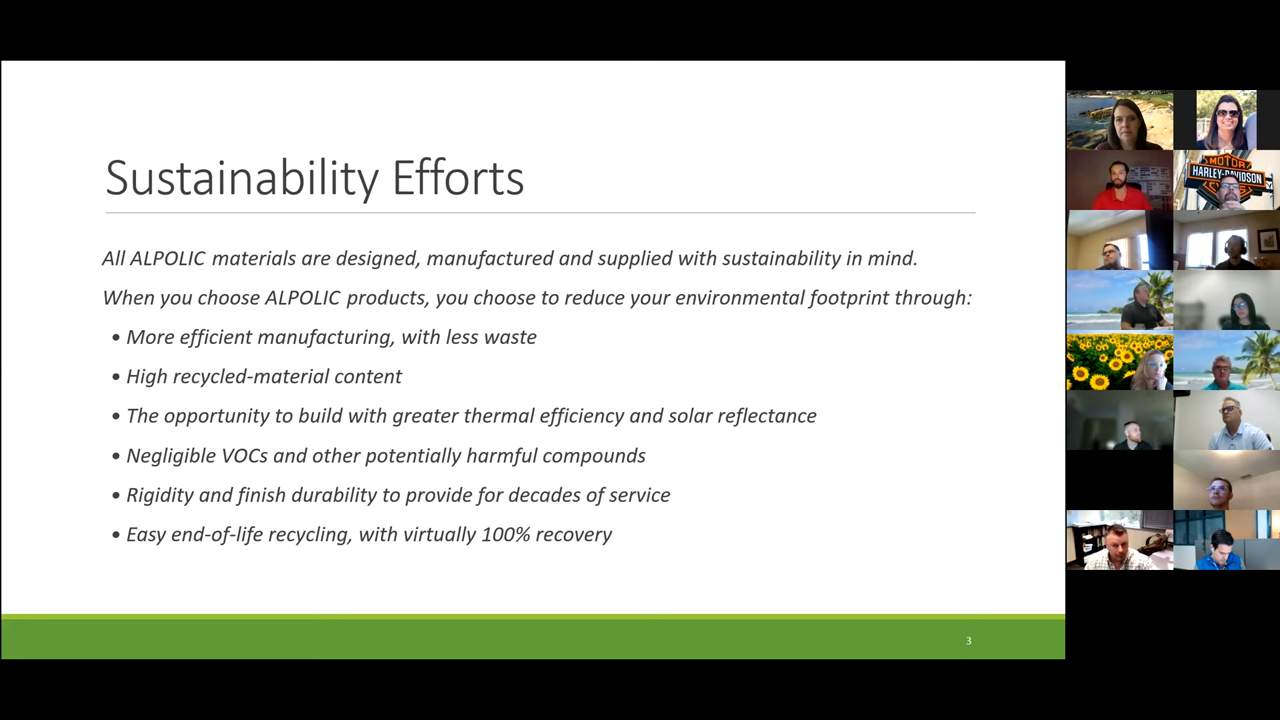 Sustainability Efforts
All ALPOLIC materials are designed, manufactured and supplied with sustainability in mind.
When you choose ALPOLIC products, you choose to reduce your environmental footprint through:
• More efficient manufacturing, with less waste
• High recycled-material content
• The opportunity to build with greater thermal efficiency and solar reflectance
• Negligible VOCs and other potentially harmful compounds
• Rigidity and finish durability to provide for decades of service
• Easy end-of-life recycling, with virtually 100% recovery
3
MOTOR
HARLEY-DAVIDSON